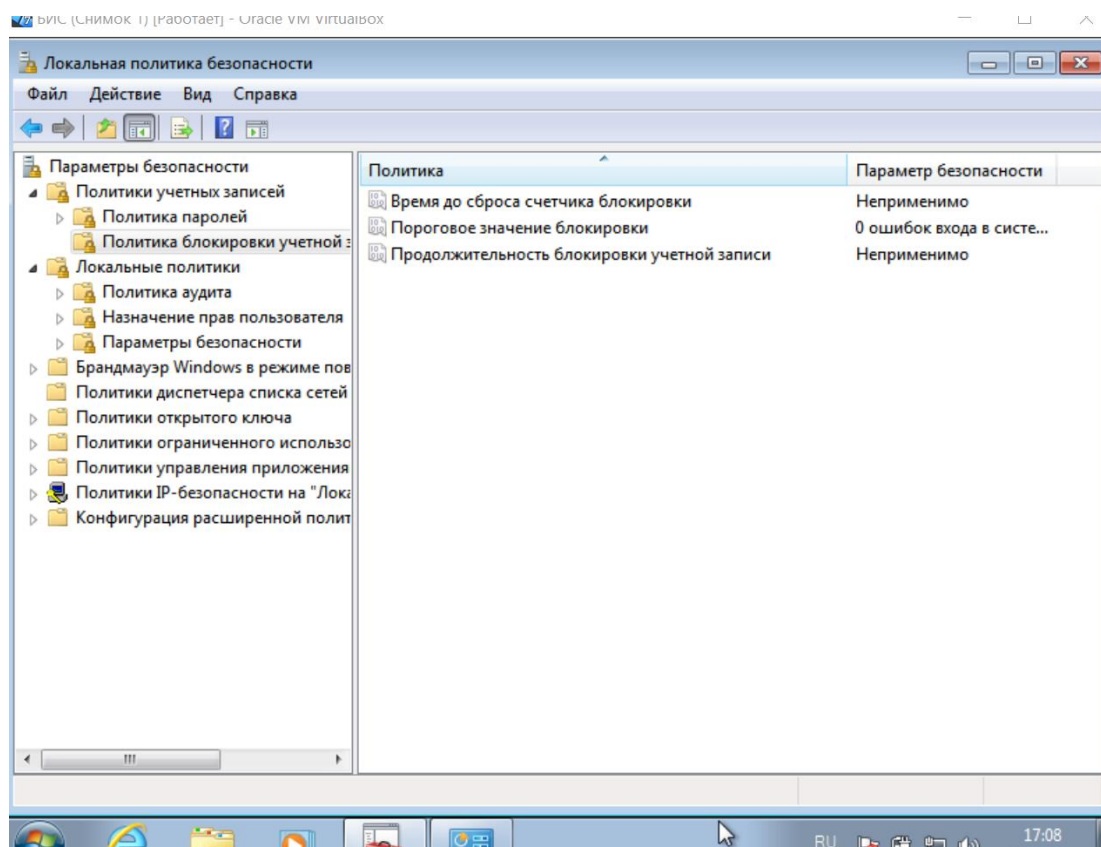 БИС (Снимок 1) [Работает] - Oracle VM VirtualBox
Локальная политика безопасности
Файл Действие Вид Справка
Параметры безопасности
Политики учетных записей
Политика паролей
Политика блокировки учетной з
Локальные политики
Политика аудита
Назначение прав пользователя
Параметры безопасности
Брандмауэр Windows в режиме пов
Политики диспетчера списка сетей
Политики открытого ключа
Политики ограниченного использо
Политики управления приложения
Политики IP-безопасности на "Лока
Конфигурация расширенной полит
Политика Параметр безопасности
Время до сброса счетчика блокировки Неприменимо
Пороговое значение блокировки 0 ошибок входа в систе...
Продолжительность блокировки учетной записи Неприменимо
RU 17:08